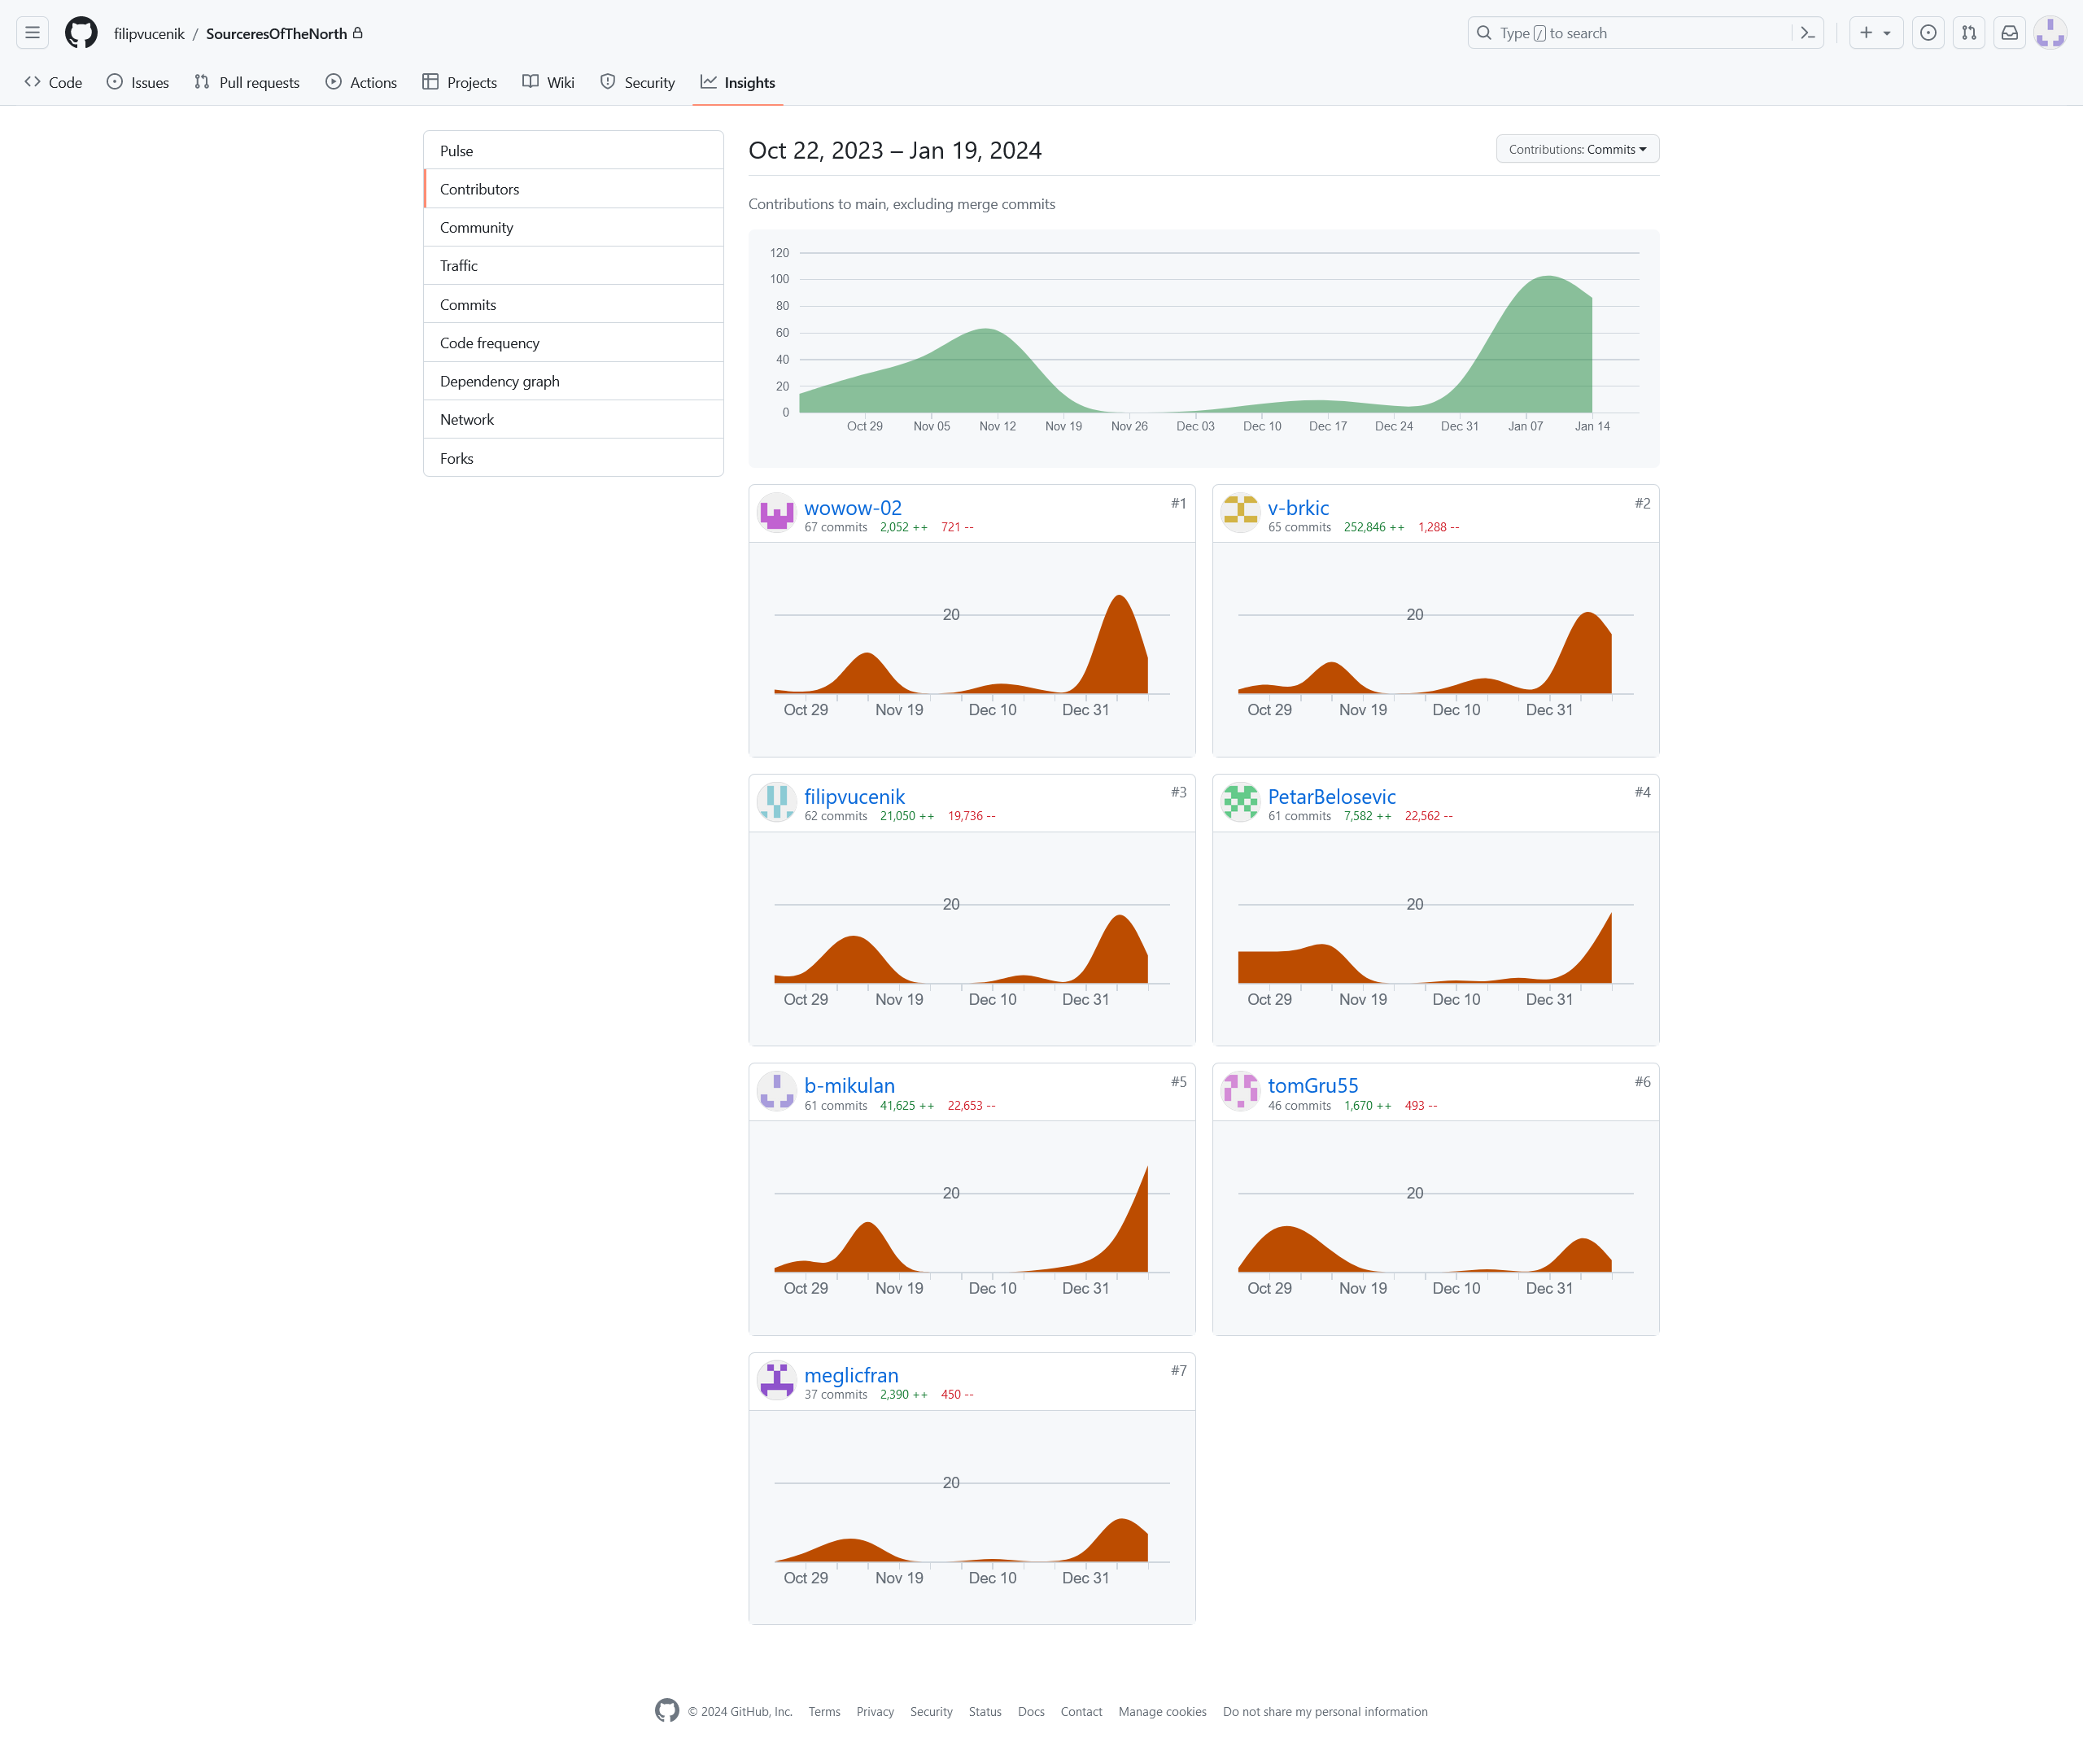 filipvucenik / SourceresOfTheNorth
Type / to search
Code Issues Pull requests Actions Projects Wiki Security Insights
Pulse
Contributors
Community
Traffic
Commits
Code frequency
Dependency graph
Network
Forks
Oct 22, 2023 – Jan 19, 2024
Contributions: Commits
Contributions to main, excluding merge commits
120
100
80
60
40
20
0
Oct 29 Nov 05 Nov 12 Nov 19 Nov 26 Dec 03 Dec 10 Dec 17 Dec 24 Dec 31 Jan 07 Jan 14
wowow-02 #1
67 commits 2,052 ++ 721 --
20
Oct 29 Nov 19 Dec 10 Dec 31
v-brkic #2
65 commits 252,846 ++ 1,288 --
20
Oct 29 Nov 19 Dec 10 Dec 31
filipvucenik #3
62 commits 21,050 ++ 19,736 --
20
Oct 29 Nov 19 Dec 10 Dec 31
PetarBelosevic #4
61 commits 7,582 ++ 22,562 --
20
Oct 29 Nov 19 Dec 10 Dec 31
b-mikulan #5
61 commits 41,625 ++ 22,653 --
20
Oct 29 Nov 19 Dec 10 Dec 31
tomGru55 #6
46 commits 1,670 ++ 493 --
20
Oct 29 Nov 19 Dec 10 Dec 31
meglicfran #7
37 commits 2,390 ++ 450 --
20
Oct 29 Nov 19 Dec 10 Dec 31
© 2024 GitHub, Inc. Terms Privacy Security Status Docs Contact Manage cookies Do not share my personal information